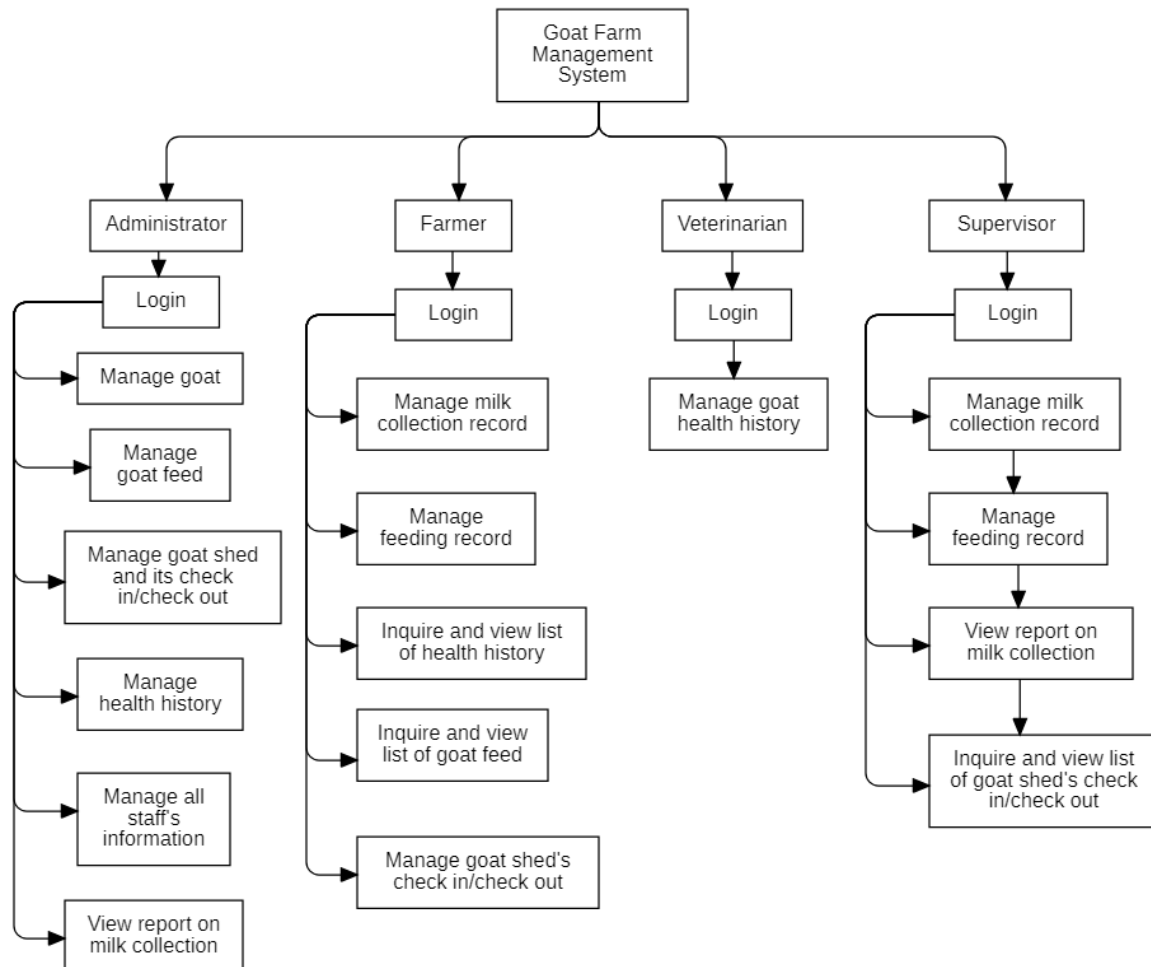 Goat Farm
Management
System
Administrator
Farmer
Veterinarian
Supervisor
Login
Login
Login
Login
Manage goat
Manage
goat feed
Manage goat shed
and its check
in/check out
Manage
health history
Manage all
staff's
information
View report on
milk collection
Manage milk
collection record
Manage
feeding record
Inquire and view list
of health history
Inquire and view
list of goat feed
Manage goat shed's
check in/check out
Manage goat
health history
Manage milk
collection record
Manage
feeding record
View report on
milk collection
Inquire and view list
of goat shed's check
in/check out